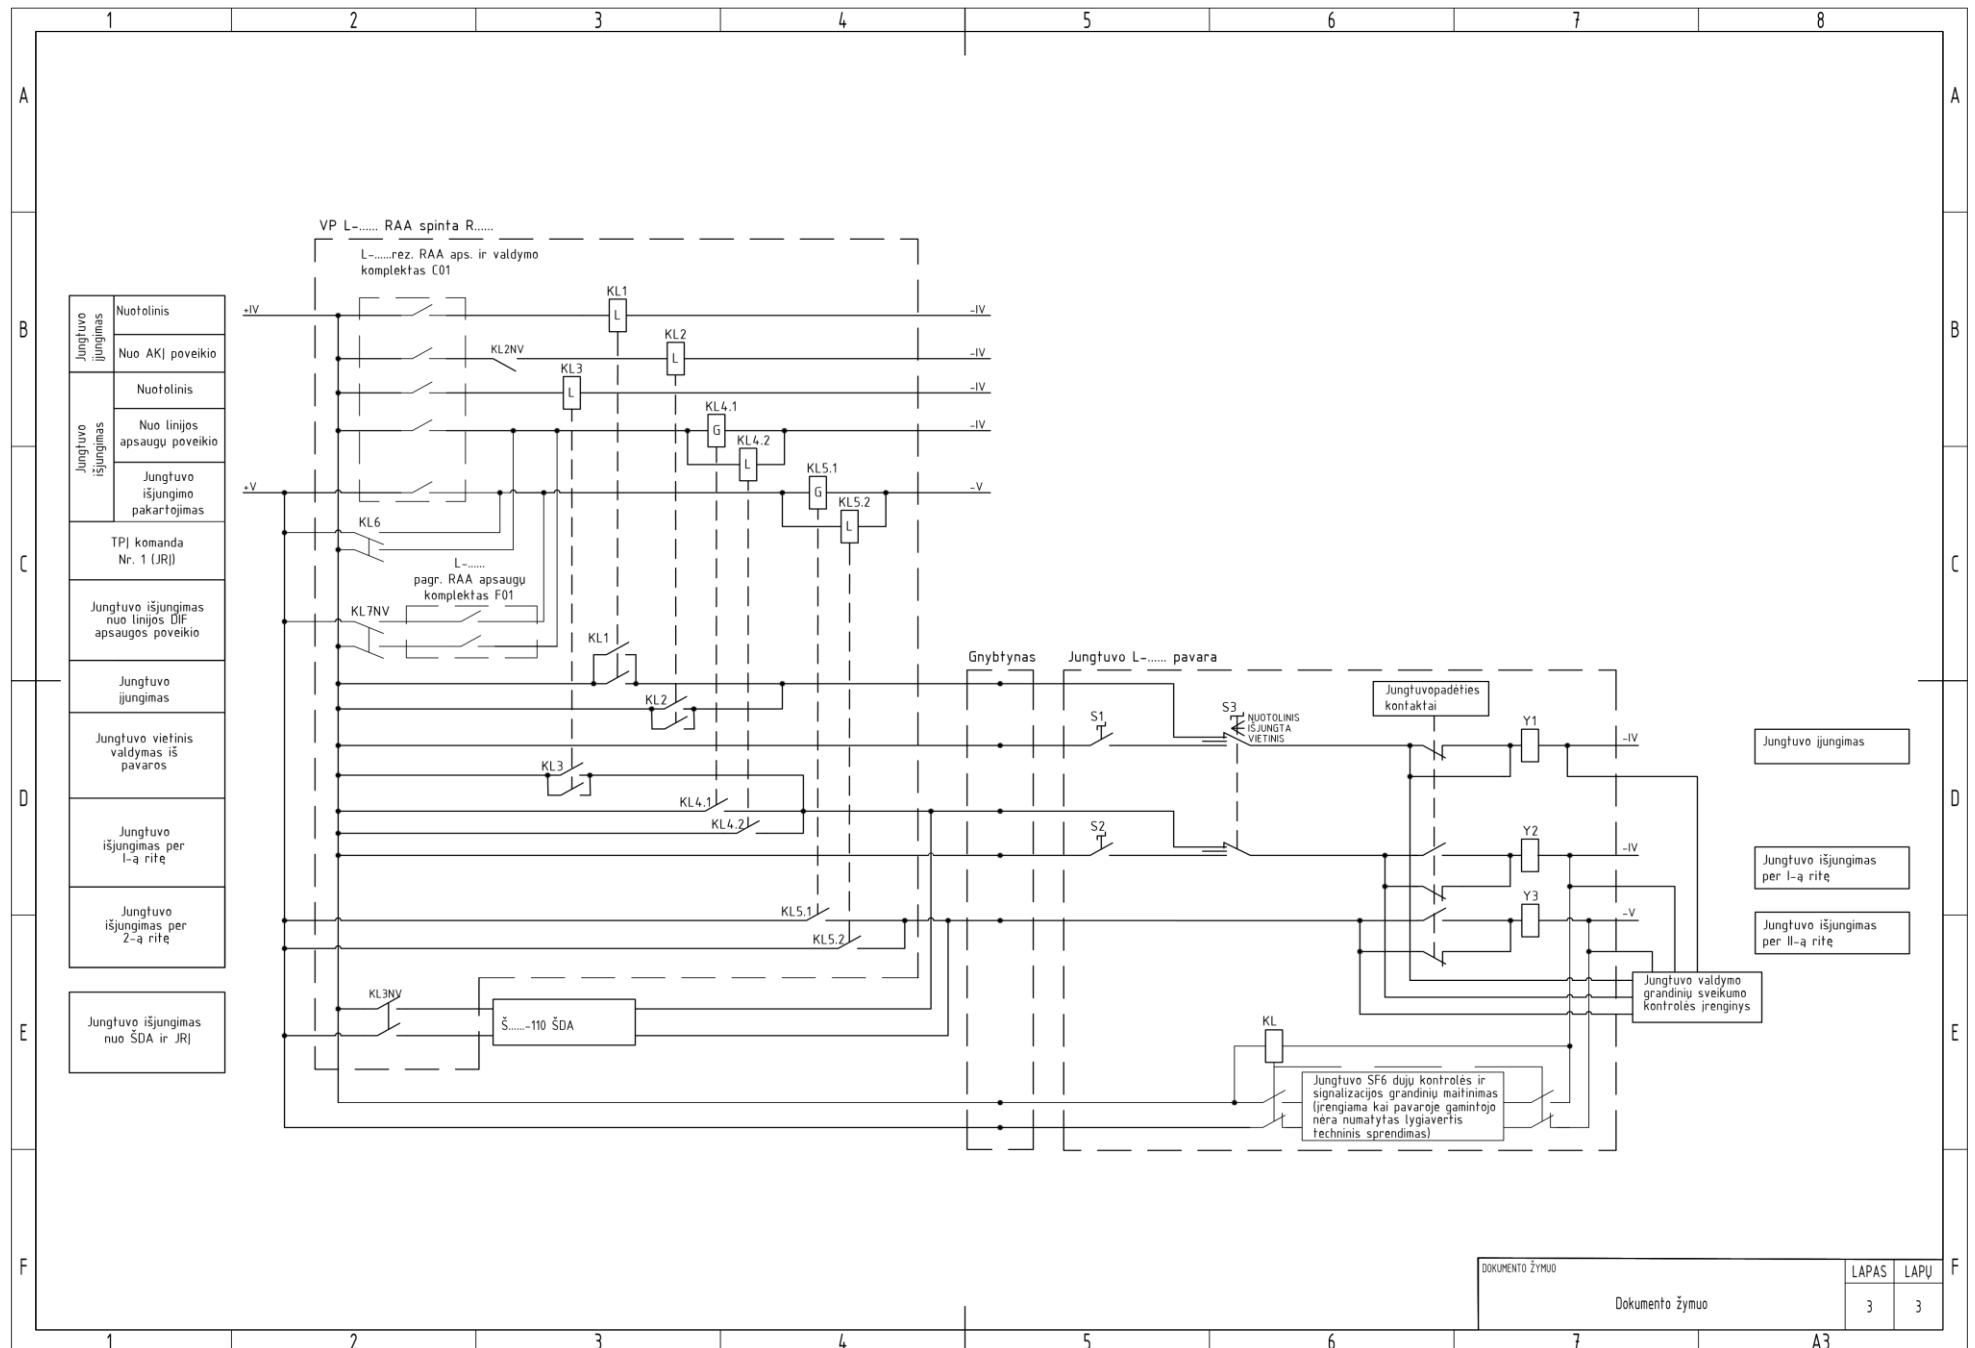 1 2 3 4 5 6 7 8
A A
VP L-...... RAA spinta R......
L-......rez. RAA aps. ir valdymo
komplektas C01
B B
Jungtuvo
įjungimas
Nuotolinis
Nuo AKĮ poveikio
Jungtuvo
išjungimas
Nuotolinis
Nuo linijos
apsaugų poveikio
Jungtuvo
išjungimo
pakartojimas
TPĮ komanda
Nr. 1 (JRĮ)
Jungtuvo išjungimas
nuo linijos DIF
apsaugos poveikio
Jungtuvo
įjungimas
Jungtuvo vietinis
valdymas iš
pavaros
Jungtuvo
išjungimas per
I-ą ritę
Jungtuvo
išjungimas per
2-ą ritę
Jungtuvo išjungimas
nuo ŠDA ir JRĮ
+IV
KL1
L
-IV
KL2NV
KL2
L
-IV
KL3
L
-IV
KL4.1
G
-IV
KL4.2
L
+V
KL5.1
G
-V
KL5.2
L
KL6
C C
L-......
pagr. RAA apsaugų
komplektas F01
KL7NV
KL1
KL2
KL3
KL4.1
KL4.2
KL5.1
KL5.2
KL3NV
Š......-110 ŠDA
Gnybtynas
Jungtuvo L-...... pavara
Jungtuvopadėties
kontaktai
S1
S3
NUOTOLINIS
IŠJUNGTA
VIETINIS
Y1
-IV
Jungtuvo įjungimas
D D
S2
Y2
-IV
Jungtuvo išjungimas
per I-ą ritę
Y3
-V
Jungtuvo išjungimas
per II-ą ritę
Jungtuvo valdymo
grandinių sveikumo
kontrolės įrenginys
E E
KL
Jungtuvo SF6 dujų kontrolės ir
signalizacijos grandinių maitinimas
(įrengiama kai pavaroje gamintojo
nėra numatytas lygiavertis
techninis sprendimas)
F F
DOKUMENTO ŽYMUO
Dokumento žymuo
LAPAS LAPŲ
3 3
1 2 3 4 5 6 7 A3